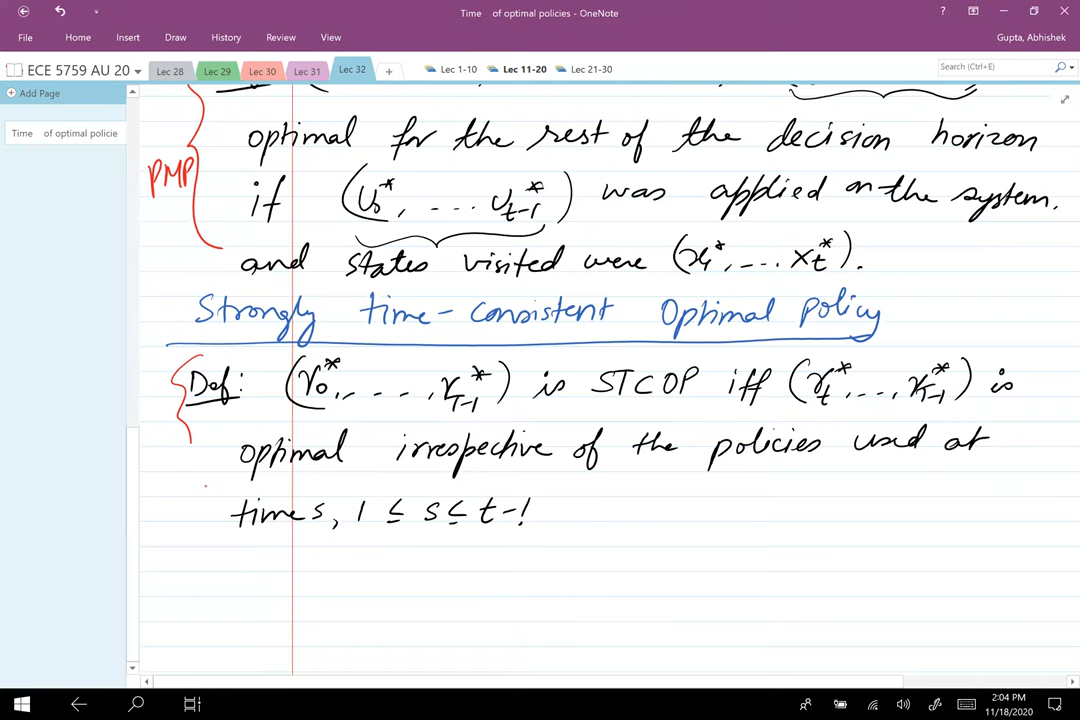 Time of optimal policies - OneNote
Gupta, Abhishek
File Home Insert Draw History Review View
ECE 5759 AU 20 Lec 28 Lec 29 Lec 30 Lec 31 Lec 32 + Lec 1-10 Lec 11-20 Lec 21-30 Search (Ctrl+E)
Add Page
Time of optimal policie
PMP
optimal for the rest of the decision horizon
if (U₀*, .... U_{t-1}*) was applied on the system.
and states visited were (x₁*, .... x_t*).
Strongly time-consistent Optimal policy
Def: (γ₀*, ...., γ_{T-1}*) is STCOP iff (γ_t*, ..., γ_{T-1}*) is
optimal irrespective of the policies used at
times, 1 ≤ s ≤ t-1
2:04 PM
11/18/2020